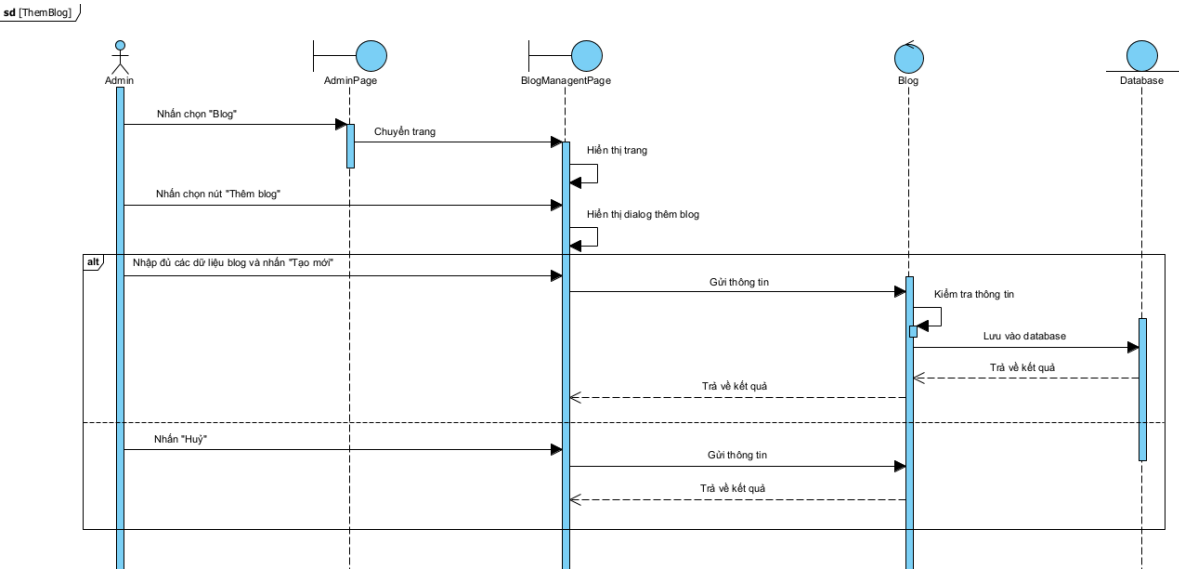 sd [ThemBlog]
Admin
AdminPage
BlogManagentPage
Blog
Database
Nhấn chọn "Blog"
Chuyển trang
Hiển thị trang
Nhấn chọn nút "Thêm blog"
Hiển thị dialog thêm blog
alt
Nhập đủ các dữ liệu blog và nhấn "Tạo mới"
Gửi thông tin
Kiểm tra thông tin
Lưu vào database
Trả về kết quả
Trả về kết quả
Nhấn "Huỷ"
Gửi thông tin
Trả về kết quả